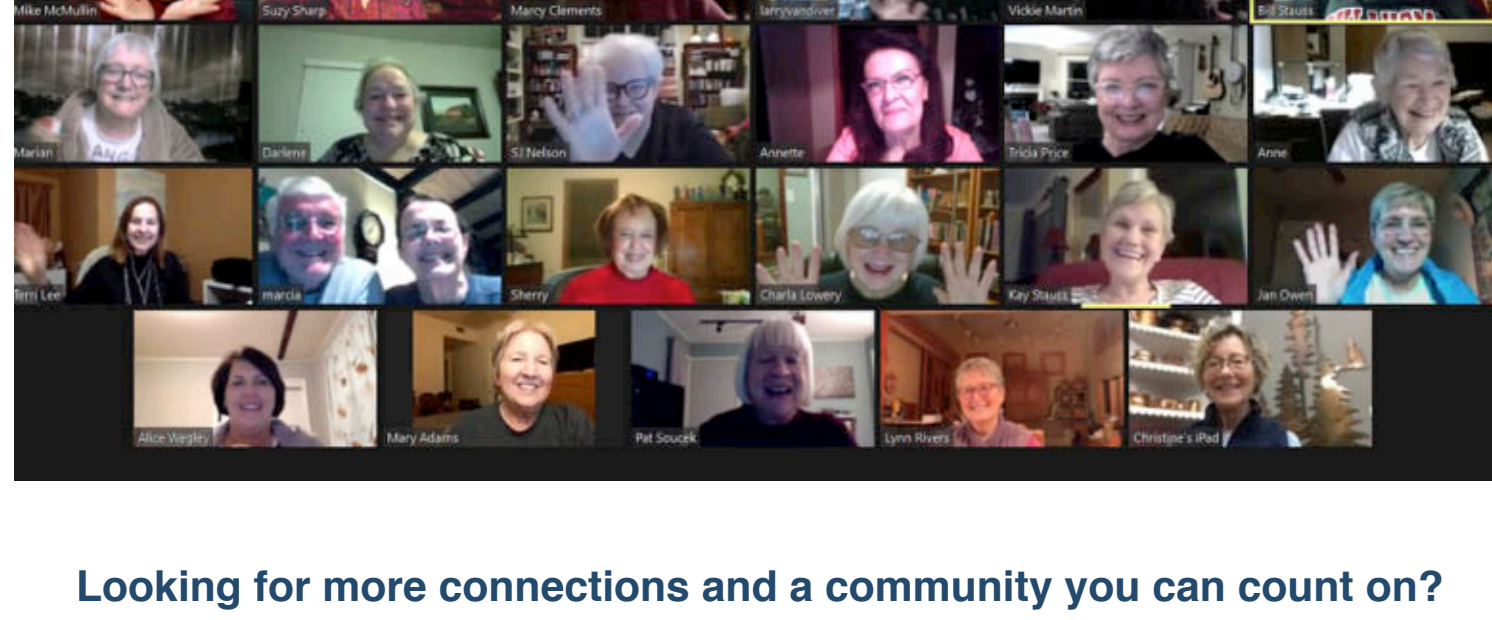 Mike McMullin
Suzy Sharp
Marcy Clements
larryvandiver
Vickie Martin
Bill Stauss
OKLAHOMA
Marian
ANG
Darlene
SJ Nelson
Annette
Tricia Price
Anne
Terri Lee
marcia
Sherry
Charla Lowery
Kay Stauss
Jan Owen
Alice Wegley
Mary Adams
Pat Soucek
Lynn Rivers
Christine's iPad
Looking for more connections and a community you can count on?